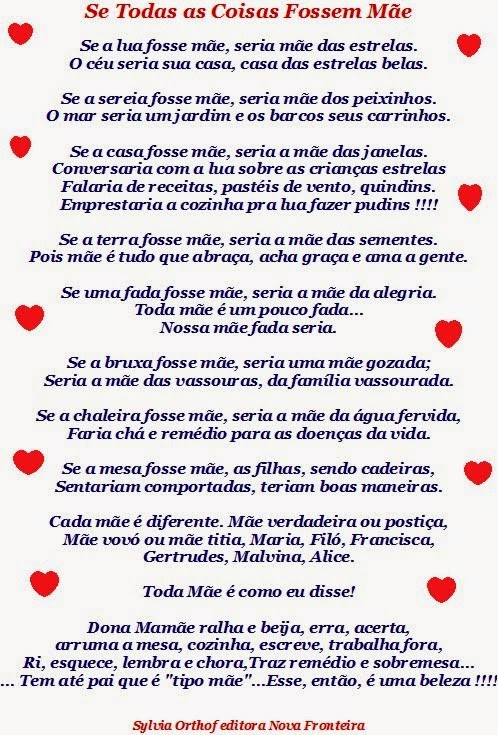 Se Todas as Coisas Fossem Mãe
Se a lua fosse mãe, seria mãe das estrelas.
O céu seria sua casa, casa das estrelas belas.
Se a sereia fosse mãe, seria mãe dos peixinhos.
O mar seria um jardim e os barcos seus carrinhos.
Se a casa fosse mãe, seria a mãe das janelas.
Conversaria com a lua sobre as crianças estrelas
Falaria de receitas, pastéis de vento, quindins.
Emprestaria a cozinha pra lua fazer pudins !!!!
Se a terra fosse mãe, seria a mãe das sementes.
Pois mãe é tudo que abraça, acha graça e ama a gente.
Se uma fada fosse mãe, seria a mãe da alegria.
Toda mãe é um pouco fada...
Nossa mãe fada seria.
Se a bruxa fosse mãe, seria uma mãe gozada;
Seria a mãe das vassouras, da família vassourada.
Se a chaleira fosse mãe, seria a mãe da água fervida,
Faria chá e remédio para as doenças da vida.
Se a mesa fosse mãe, as filhas, sendo cadeiras,
Sentariam comportadas, teriam boas maneiras.
Cada mãe é diferente. Mãe verdadeira ou postiça,
Mãe vovó ou mãe titia, Maria, Filó, Francisca,
Gertrudes, Malvina, Alice.
Toda Mãe é como eu disse!
Dona Mamãe ralha e beija, erra, acerta,
arruma a mesa, cozinha, escreve, trabalha fora,
Ri, esquece, lembra e chora,Traz remédio e sobremesa...
... Tem até pai que é "tipo mãe"...Esse, então, é uma beleza !!!!
Sylvia Orthof editora Nova Fronteira